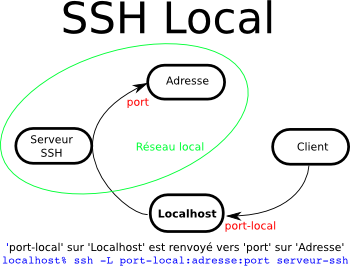 SSH Local
Adresse
port
Serveur
SSH
Réseau local
Client
Localhost
port-local
'port-local' sur 'Localhost' est renvoyé vers 'port' sur 'Adresse'
localhost% ssh -L port-local:adresse:port serveur-ssh